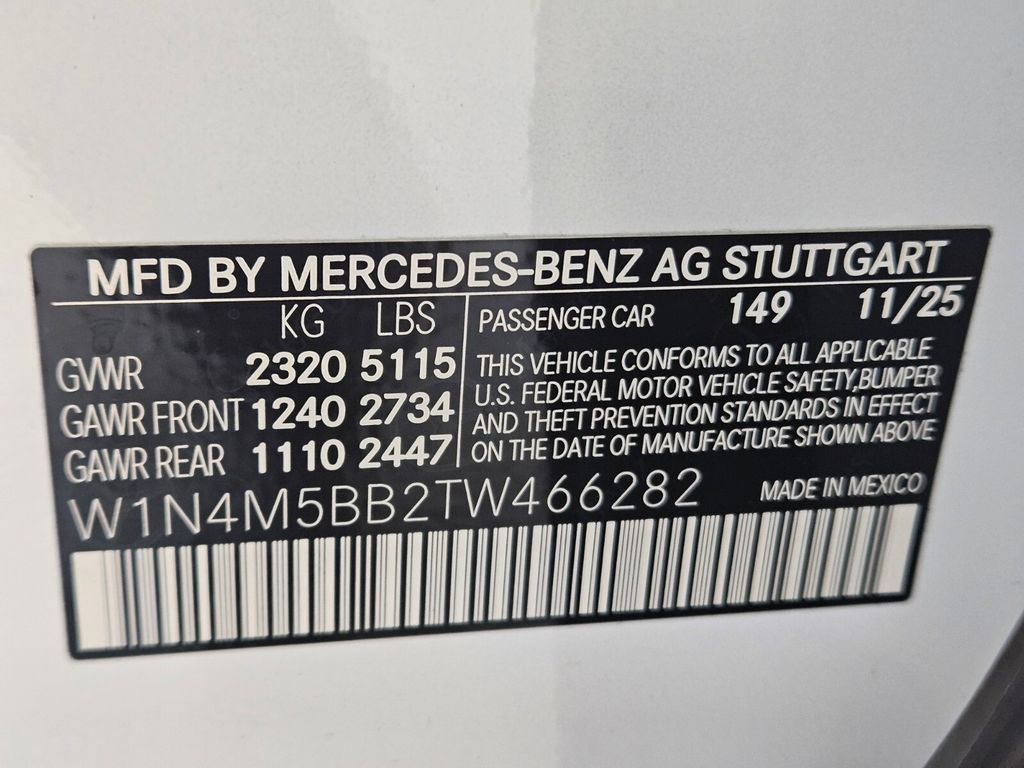 MFD BY MERCEDES-BENZ AG STUTTGART
KG LBS
GVWR 2320 5115
GAWR FRONT 1240 2734
GAWR REAR 1110 2447
PASSENGER CAR 149 11/25
THIS VEHICLE CONFORMS TO ALL APPLICABLE
U.S. FEDERAL MOTOR VEHICLE SAFETY,BUMPER
AND THEFT PREVENTION STANDARDS IN EFFECT
ON THE DATE OF MANUFACTURE SHOWN ABOVE
W1N4M5BB2TW466282 MADE IN MEXICO